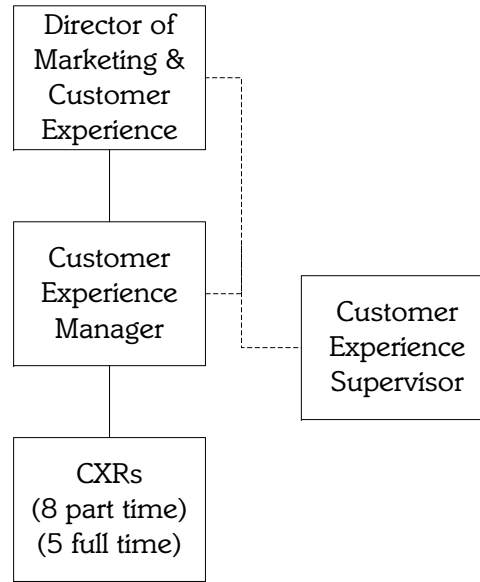 Director of
Marketing &
Customer
Experience
Customer
Experience
Manager
Customer
Experience
Supervisor
CXRs
(8 part time)
(5 full time)